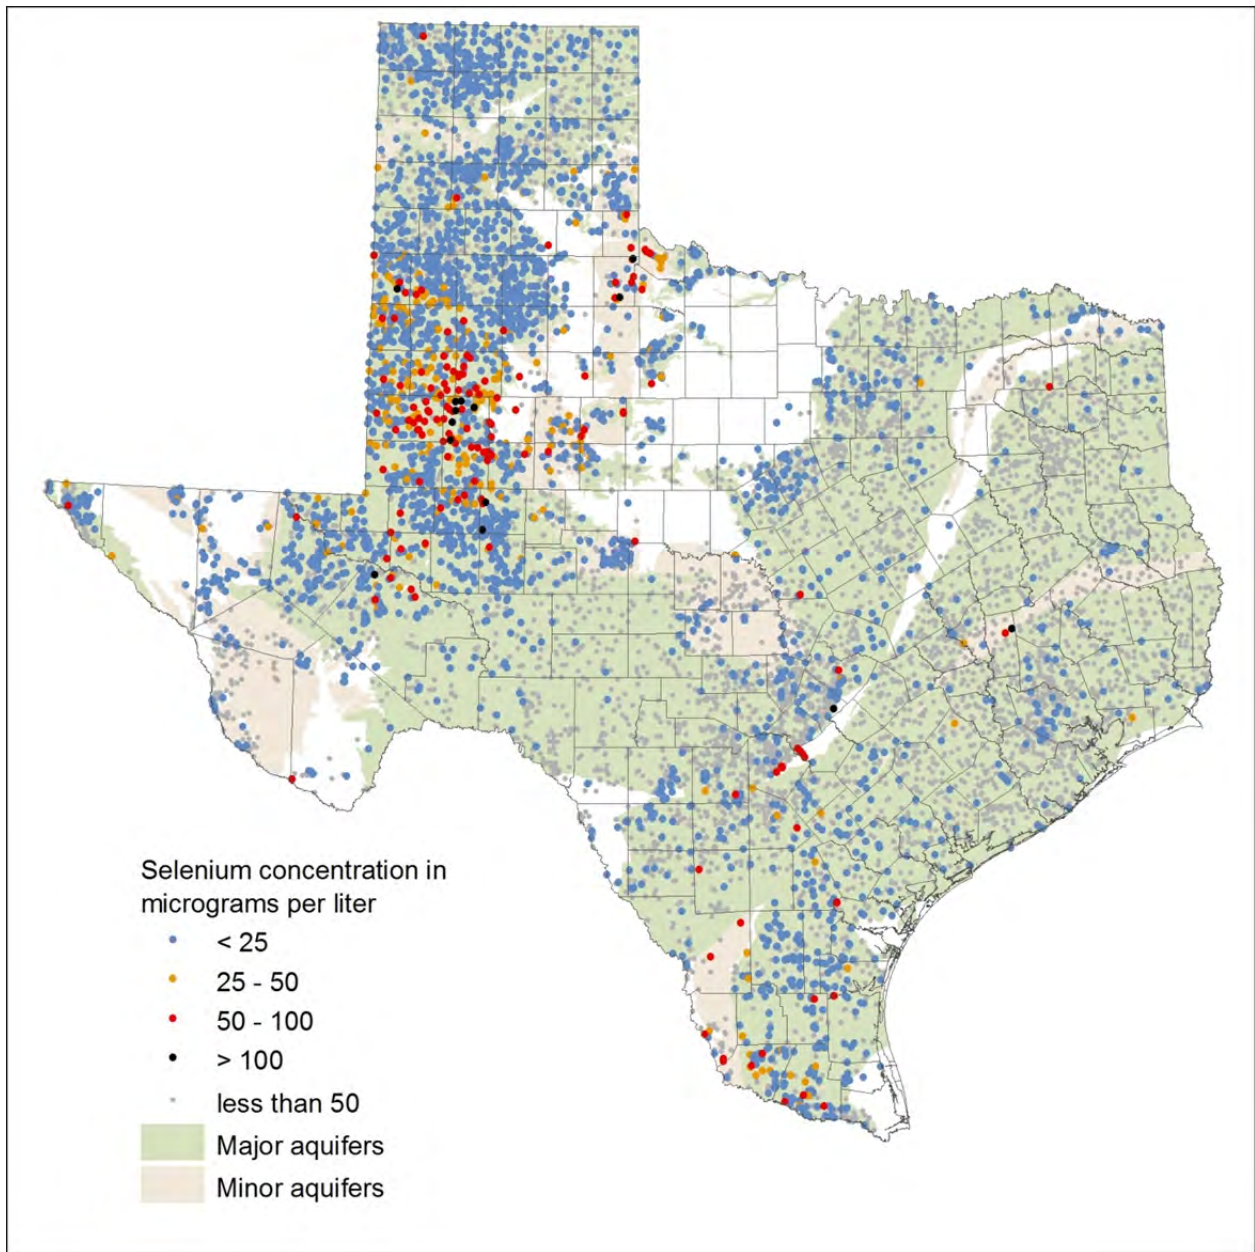 Selenium concentration in
micrograms per liter
< 25
25 - 50
50 - 100
> 100
less than 50
Major aquifers
Minor aquifers